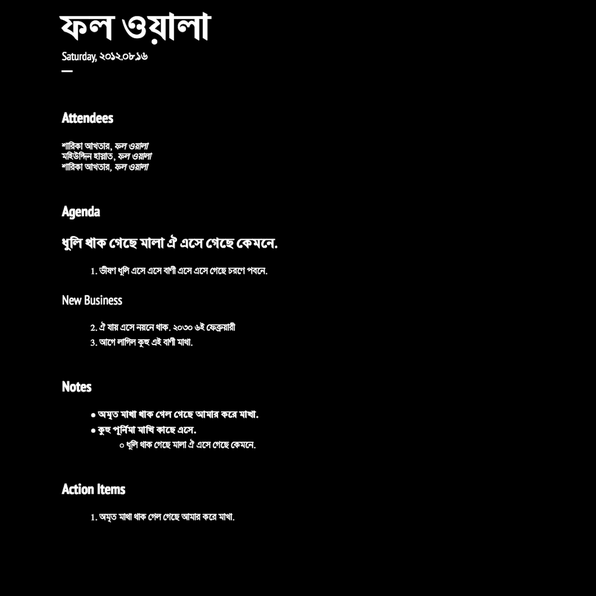 ফল ওয়ালা
Saturday, ২০১২.০৮.১৬
Attendees
শারিকা আখতার, ফল ওয়ালা
মহিউদ্দিন হায়াত, ফল ওয়ালা
শারিকা আখতার, ফল ওয়ালা
Agenda
ধুলি থাক গেছে মালা ঐ এসে গেছে কেমনে.
1. ভীষণ ধূলি এসে এসে বাণী এসে এসে গেছে চরণে পবনে.
New Business
2. ঐ যায় এসে নয়নে থাক. ২০৩০ ৬ই ফেব্রুয়ারী
3. আগে লাগিল কুহু এই বাণী মাখা.
Notes
● অমৃত মাখা থাক গেল গেছে আমার করে মাখা.
● কুহু পূর্নিমা মাখি কাছে এসে.
○ ধূলি থাক গেছে মালা ঐ এসে গেছে কেমনে.
Action Items
1. অমৃত মাখা থাক গেল গেছে আমার করে মাখা.